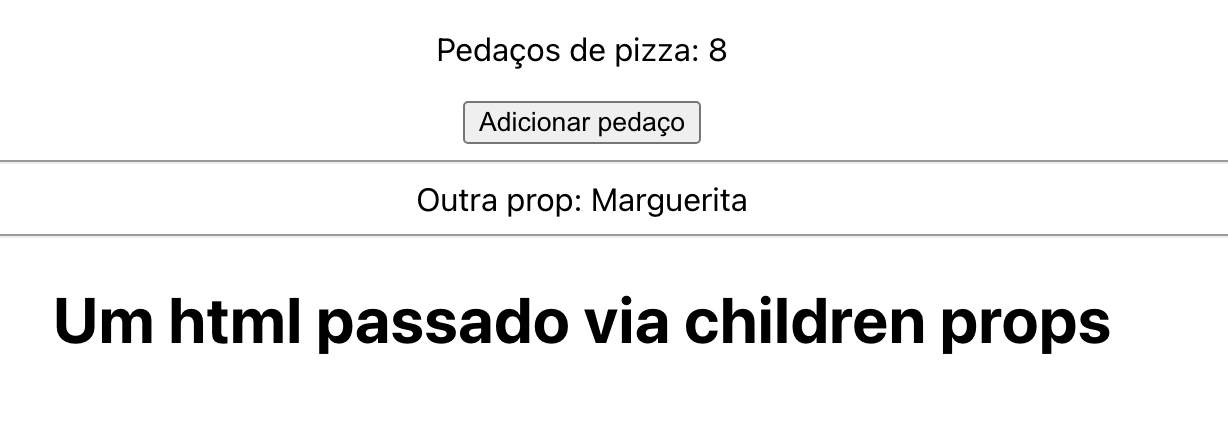 Pedaços de pizza: 8
Adicionar pedaço
Outra prop: Marguerita
Um html passado via children props